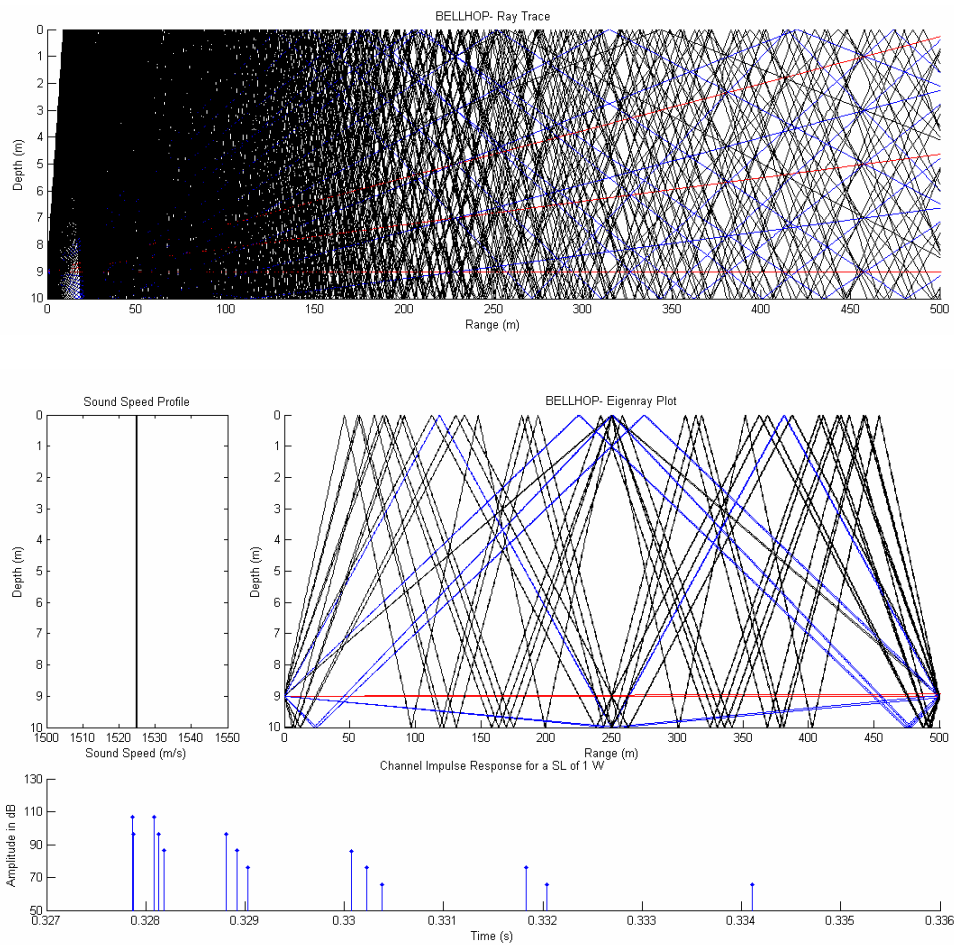 BELLHOP- Ray Trace
0
1
2
3
4
5
6
7
8
9
10
Depth (m)
0 50 100 150 200 250 300 350 400 450 500
Range (m)
Sound Speed Profile
0
1
2
3
4
5
6
7
8
9
10
Depth (m)
1500 1510 1520 1530 1540 1550
Sound Speed (m/s)
BELLHOP- Eigenray Plot
0
1
2
3
4
5
6
7
8
9
10
Depth (m)
0 50 100 150 200 250 300 350 400 450 500
Range (m)
Channel Impulse Response for a SL of 1 W
130
110
90
70
50
Amplitude in dB
0.327 0.328 0.329 0.33 0.331 0.332 0.333 0.334 0.335 0.336
Time (s)